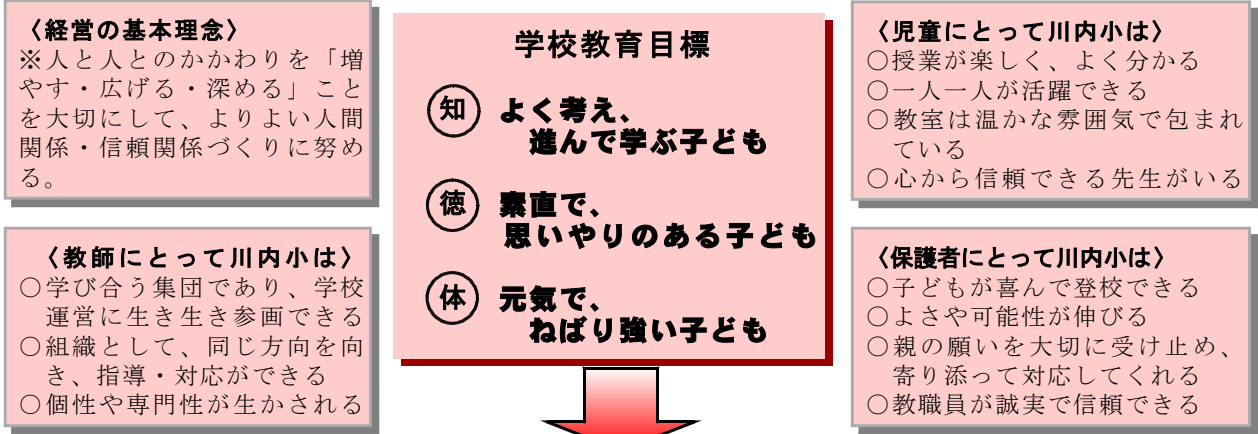 〈経営の基本理念〉
※人と人とのかかわりを「増
やす・広げる・深める」こと
を大切にして、よりよい人間
関係・信頼関係づくりに努め
る。
〈教師にとって川内小は〉
○学び合う集団であり、学校
運営に生き生き参画できる
○組織として、同じ方向を向
き、指導・対応ができる
○個性や専門性が生かされる
学校教育目標
知 よく考え、
進んで学ぶ子ども
徳 素直で、
思いやりのある子ども
体 元気で、
ねばり強い子ども
〈児童にとって川内小は〉
○授業が楽しく、よく分かる
○一人一人が活躍できる
○教室は温かな雰囲気で包まれ
ている
○心から信頼できる先生がいる
〈保護者にとって川内小は〉
○子どもが喜んで登校できる
○よさや可能性が伸びる
○親の願いを大切に受け止め、
寄り添って対応してくれる
○教職員が誠実で信頼できる